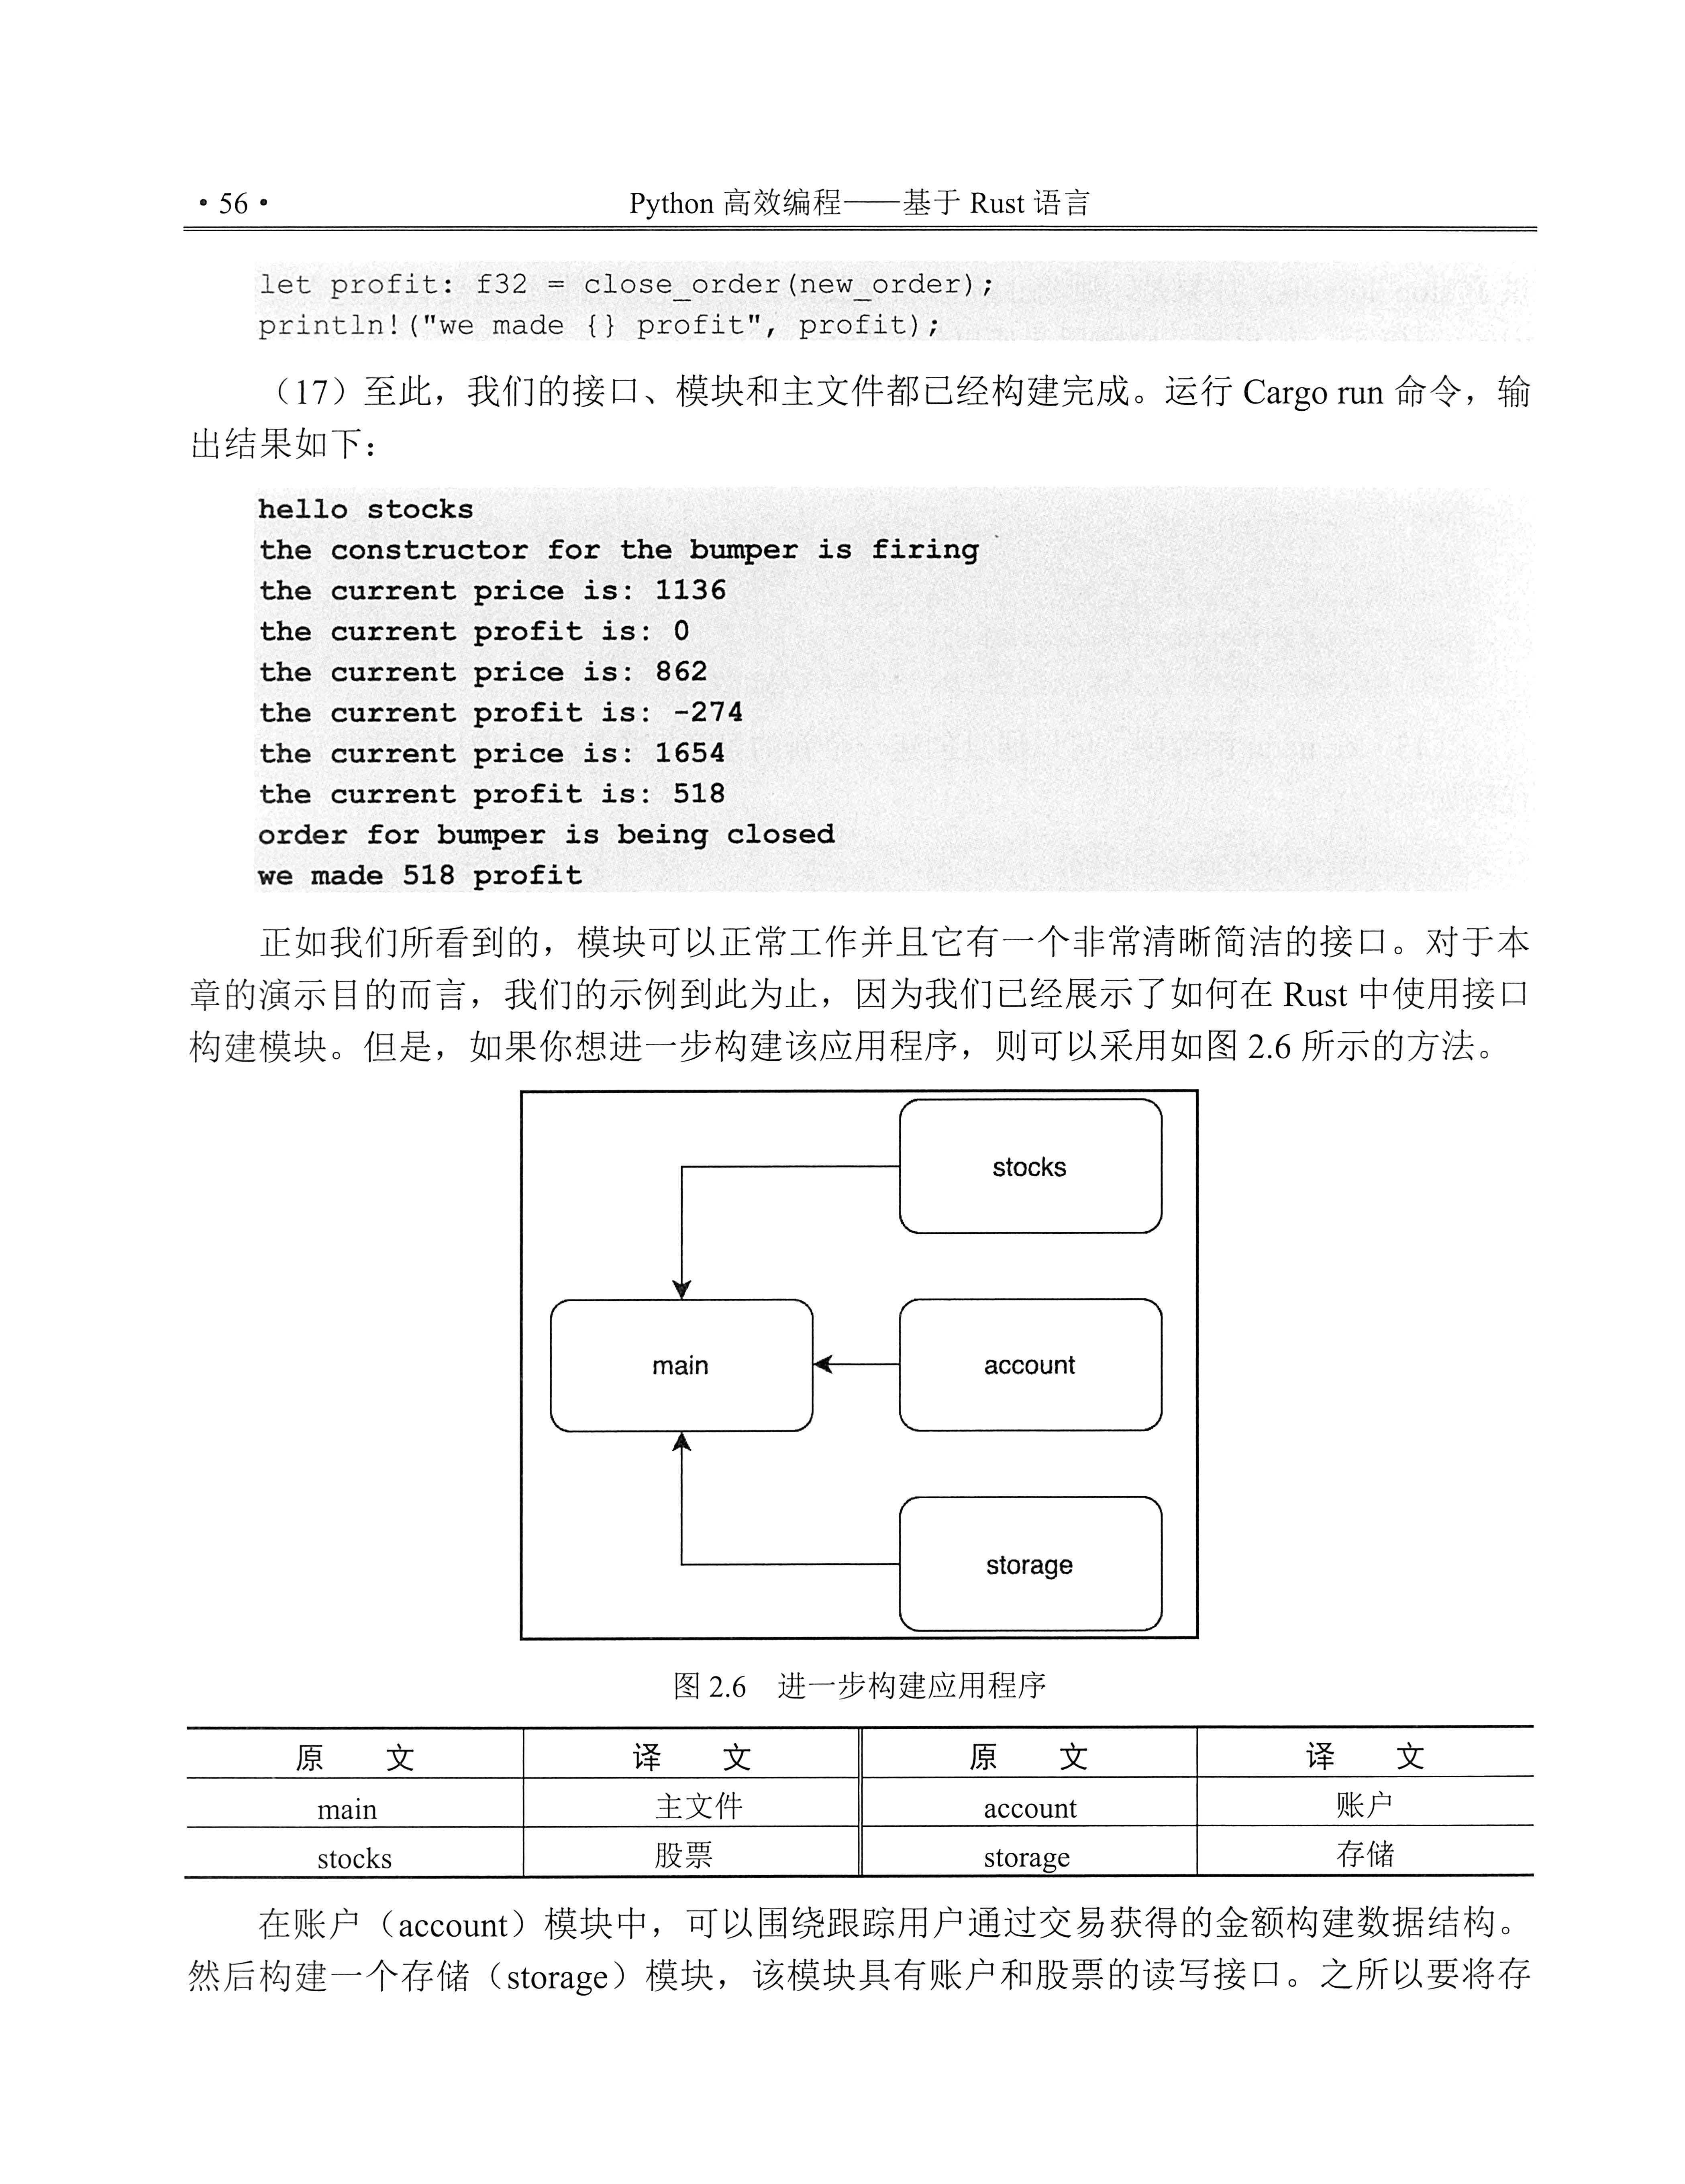 • 56 •
Python 高效编程——基于 Rust 语言
let profit: f32 = close_order(new_order);
println!("we made {} profit", profit);
（17）至此，我们的接口、模块和主文件都已经构建完成。运行 Cargo run 命令，输
出结果如下：
hello stocks
the constructor for the bumper is firing
the current price is: 1136
the current profit is: 0
the current price is: 862
the current profit is: -274
the current price is: 1654
the current profit is: 518
order for bumper is being closed
we made 518 profit
正如我们所看到的，模块可以正常工作并且它有一个非常清晰简洁的接口。对于本
章的演示目的而言，我们的示例到此为止，因为我们已经展示了如何在 Rust 中使用接口
构建模块。但是，如果你想进一步构建该应用程序，则可以采用如图 2.6 所示的方法。
stocks
main
account
storage
图 2.6 进一步构建应用程序
原 文 译 文 原 文 译 文
main 主文件 account 账户
stocks 股票 storage 存储
在账户（account）模块中，可以围绕跟踪用户通过交易获得的金额构建数据结构。
然后构建一个存储（storage）模块，该模块具有账户和股票的读写接口。之所以要将存